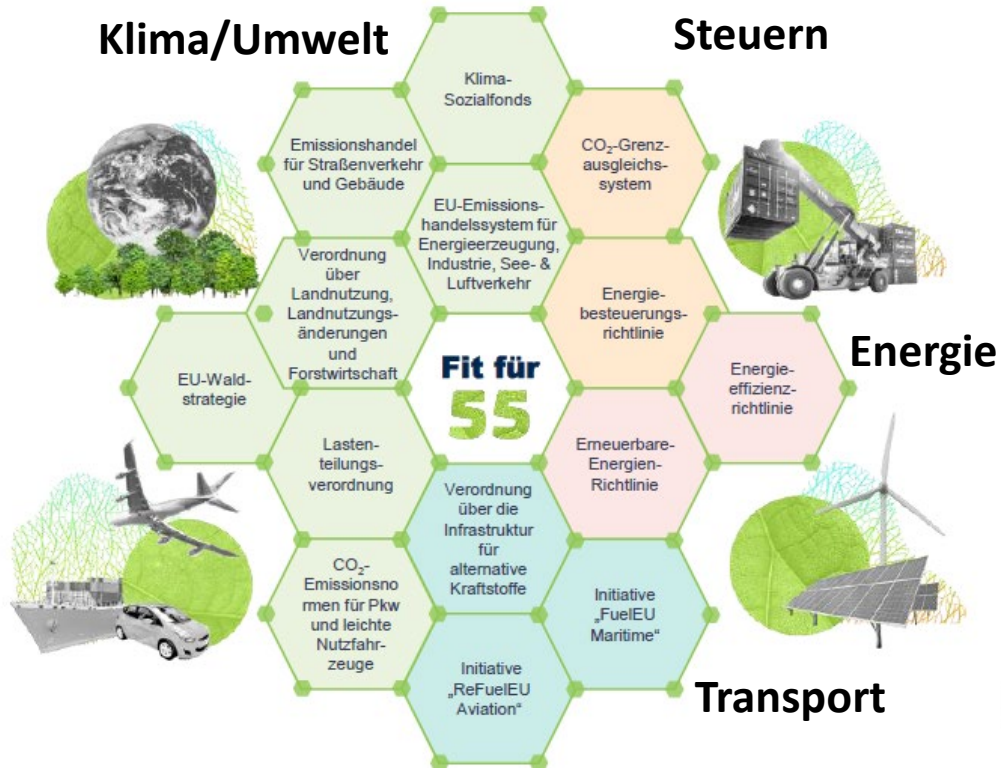 Klima/Umwelt
Steuern
Klima-
Sozialfonds
Emissionshandel
für Straßenverkehr
und Gebäude
CO₂-Grenz-
ausgleichs-
system
EU-Emissions-
handelssystem für
Energieerzeugung,
Industrie, See- &
Luftverkehr
Verordnung
über
Landnutzung,
Landnutzungs-
änderungen
und
Forstwirtschaft
Energie-
besteuerungs-
richtlinie
Energie
EU-Wald-
strategie
Fit für
55
Energie-
effizienz-
richtlinie
Lasten-
teilungs-
verordnung
Erneuerbare-
Energien-
Richtlinie
Verordnung
über die
Infrastruktur
für
alternative
Kraftstoffe
CO₂-
Emissionsno
rmen für Pkw
und leichte
Nutzfahr-
zeuge
Initiative
„FuelEU
Maritime“
Initiative
„ReFuelEU
Aviation“
Transport